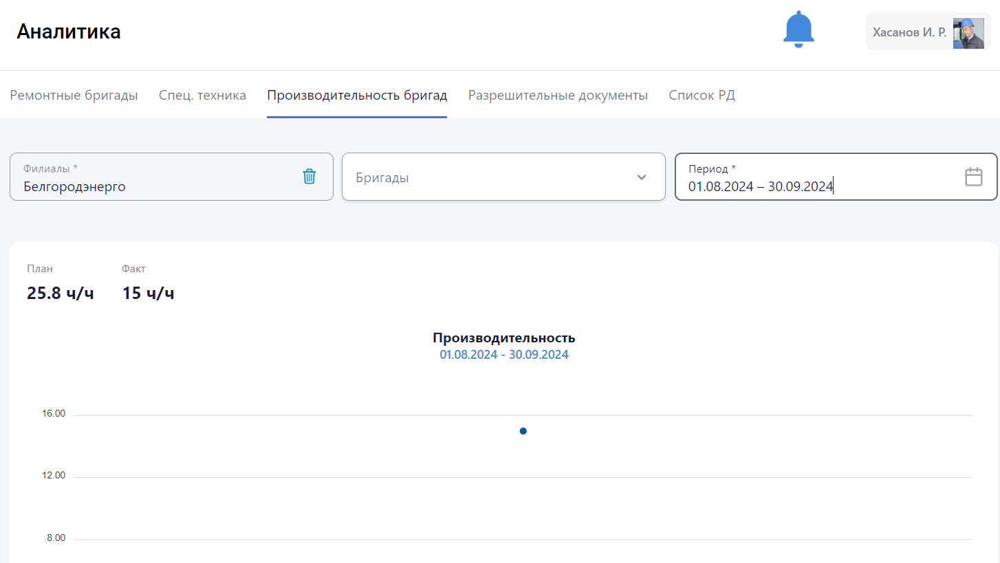 Аналитика
Хасанов И. Р.
Ремонтные бригады Спец. техника Производительность бригад Разрешительные документы Список РД
Филиалы *
Белгородэнерго
Бригады
Период *
01.08.2024 – 30.09.2024
План Факт
25.8 ч/ч 15 ч/ч
Производительность
01.08.2024 - 30.09.2024
16.00
12.00
8.00